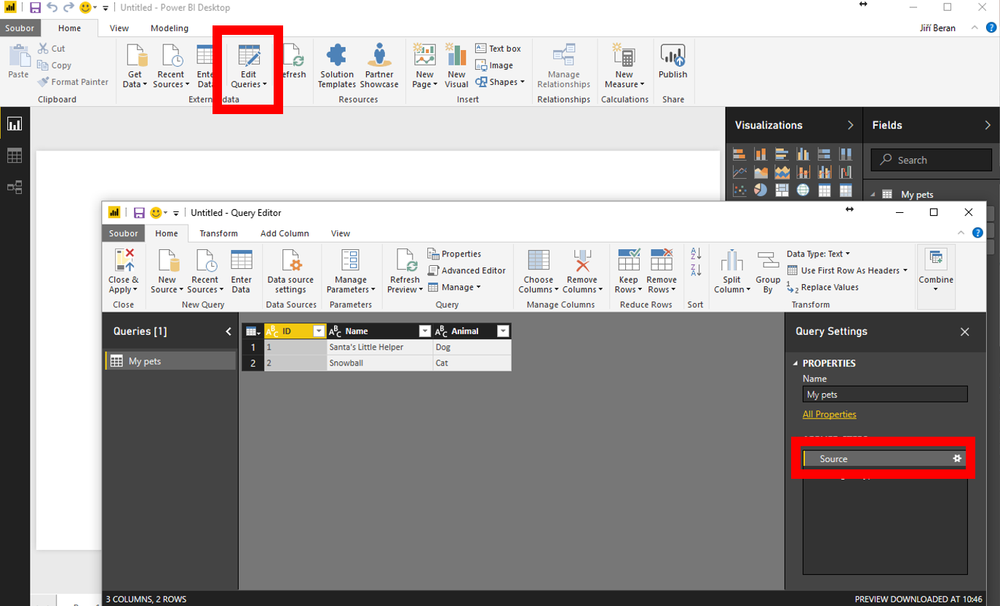 Untitled - Power BI Desktop
Soubor Home View Modeling Jiří Beran
Paste Cut Copy Format Painter
Clipboard
Get Data Recent Sources Edit Queries
Solution Templates Partner Showcase
Resources
New Page New Visual Text box Image Shapes
Insert
Manage Relationships
Relationships
New Measure
Calculations
Publish
Share
Visualizations
Fields
Search
My pets
Untitled - Query Editor
Soubor Home Transform Add Column View
Close & Apply
Close
New Source Recent Sources Enter Data
New Query
Data source settings
Data Sources
Manage Parameters
Parameters
Refresh Preview Properties Advanced Editor Manage
Query
Choose Columns Remove Columns
Manage Columns
Keep Rows Remove Rows
Reduce Rows
Sort
Split Column Group By Data Type: Text Use First Row As Headers Replace Values
Transform
Combine
Queries [1]
My pets
ID Name Animal
1 1 Santa's Little Helper Dog
2 2 Snowball Cat
Query Settings
PROPERTIES
Name
My pets
All Properties
Source
3 COLUMNS, 2 ROWS
PREVIEW DOWNLOADED AT 10:46